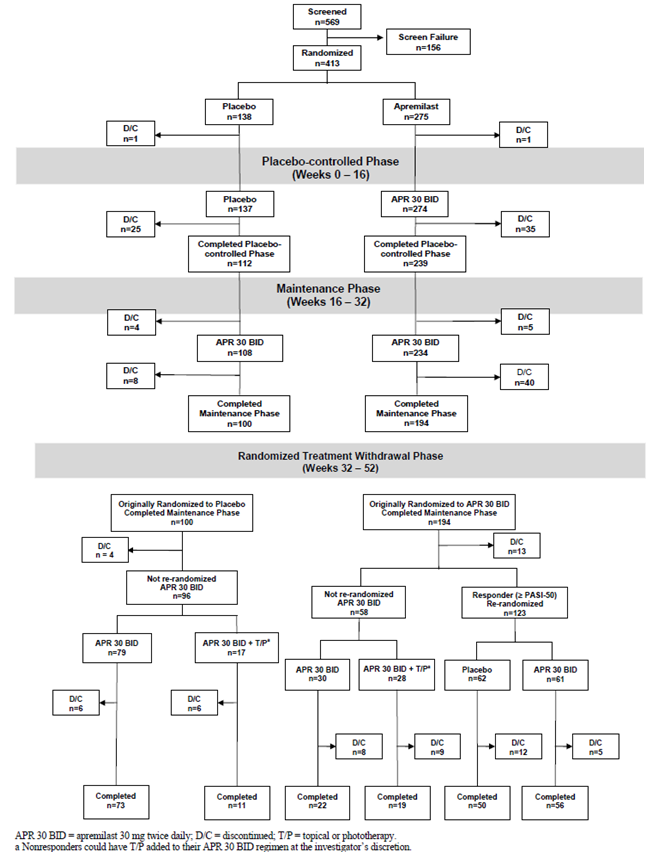 Screened
n=569
Screen Failure
n=156
Randomized
n=413
Placebo
n=138
Apremilast
n=275
D/C
n=1
D/C
n=1
Placebo-controlled Phase
(Weeks 0 – 16)
Placebo
n=137
APR 30 BID
n=274
D/C
n=25
D/C
n=35
Completed Placebo-
controlled Phase
n=112
Completed Placebo-
controlled Phase
n=239
Maintenance Phase
(Weeks 16 – 32)
D/C
n=4
D/C
n=5
APR 30 BID
n=108
APR 30 BID
n=234
D/C
n=8
D/C
n=40
Completed
Maintenance Phase
n=100
Completed
Maintenance Phase
n=194
Randomized Treatment Withdrawal Phase
(Weeks 32 – 52)
Originally Randomized to Placebo
Completed Maintenance Phase
n=100
Originally Randomized to APR 30 BID
Completed Maintenance Phase
n=194
D/C
n = 4
D/C
n=13
Not re-randomized
APR 30 BID
n=96
Not re-randomized
APR 30 BID
n=58
Responder (≥ PASI-50)
Re-randomized
n=123
APR 30 BID
n=79
APR 30 BID + T/Pª
n=17
APR 30 BID
n=30
APR 30 BID + T/Pª
n=28
Placebo
n=62
APR 30 BID
n=61
D/C
n=6
D/C
n=6
D/C
n=8
D/C
n=9
D/C
n=12
D/C
n=5
Completed
n=73
Completed
n=11
Completed
n=22
Completed
n=19
Completed
n=50
Completed
n=56
APR 30 BID = apremilast 30 mg twice daily; D/C = discontinued; T/P = topical or phototherapy.
a Nonresponders could have T/P added to their APR 30 BID regimen at the investigator’s discretion.